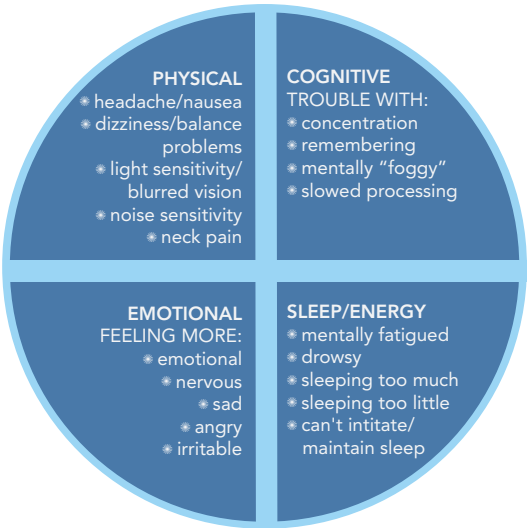 PHYSICAL
✺ headache/nausea
✺ dizziness/balance
problems
✺ light sensitivity/
blurred vision
✺ noise sensitivity
✺ neck pain
COGNITIVE
TROUBLE WITH:
✺ concentration
✺ remembering
✺ mentally “foggy”
✺ slowed processing
EMOTIONAL
FEELING MORE:
✺ emotional
✺ nervous
✺ sad
✺ angry
✺ irritable
SLEEP/ENERGY
✺ mentally fatigued
✺ drowsy
✺ sleeping too much
✺ sleeping too little
✺ can't intitate/
maintain sleep